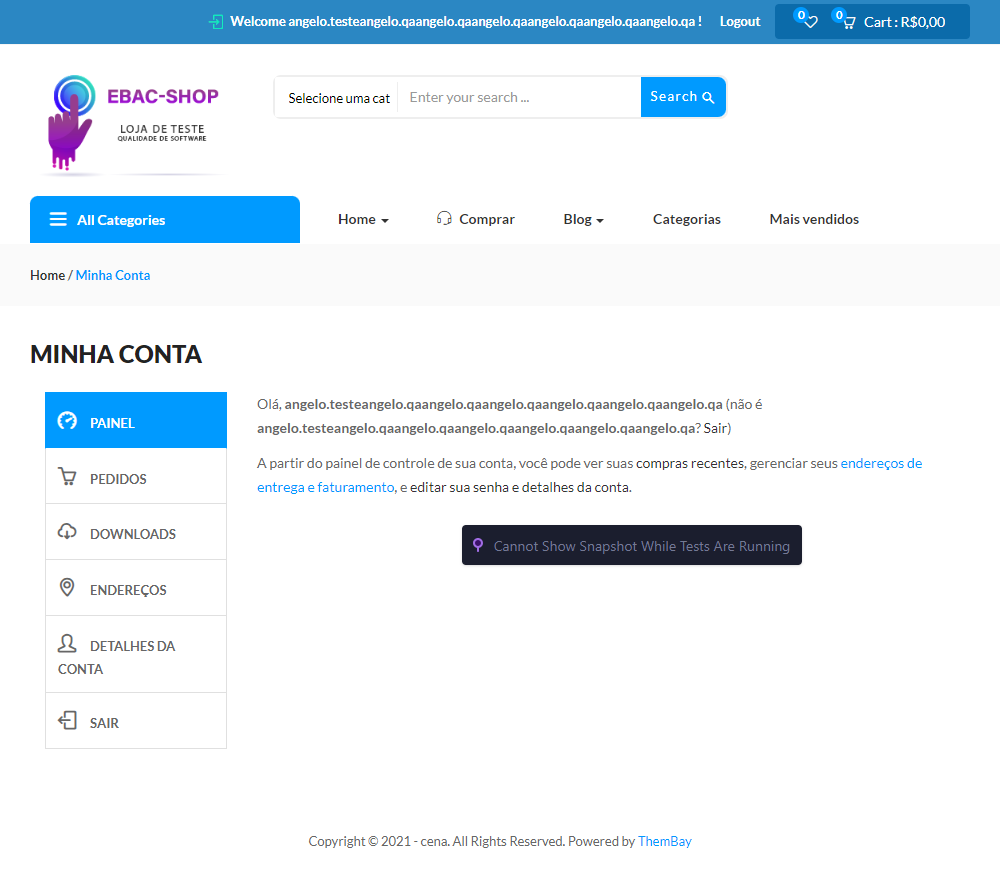 Welcome angelo.testeangelo.qaangelo.qaangelo.qaangelo.qaangelo.qaangelo.qa ! Logout 0 0 Cart : R$0,00
EBAC-SHOP
LOJA DE TESTE
QUALIDADE DE SOFTWARE
Selecione uma cat Enter your search ... Search
All Categories Home Comprar Blog Categorias Mais vendidos
Home / Minha Conta
MINHA CONTA
PAINEL
PEDIDOS
DOWNLOADS
ENDEREÇOS
DETALHES DA
CONTA
SAIR
Olá, angelo.testeangelo.qaangelo.qaangelo.qaangelo.qaangelo.qaangelo.qa (não é
angelo.testeangelo.qaangelo.qaangelo.qaangelo.qaangelo.qaangelo.qa? Sair)
A partir do painel de controle de sua conta, você pode ver suas compras recentes, gerenciar seus endereços de
entrega e faturamento, e editar sua senha e detalhes da conta.
Cannot Show Snapshot While Tests Are Running
Copyright © 2021 - cena. All Rights Reserved. Powered by ThemBay